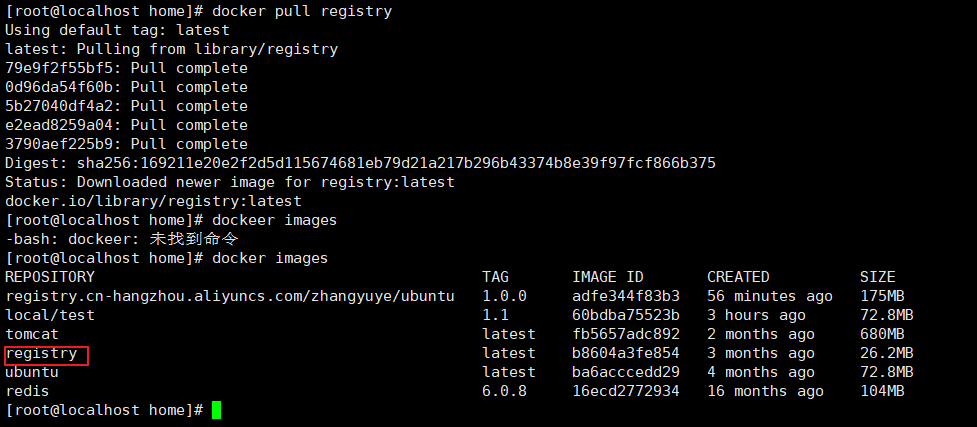 [root@localhost home]# docker pull registry
Using default tag: latest
latest: Pulling from library/registry
79e9f2f55bf5: Pull complete
0d96da54f60b: Pull complete
5b27040df4a2: Pull complete
e2ead8259a04: Pull complete
3790aef225b9: Pull complete
Digest: sha256:169211e20e2f2d5d115674681eb79d21a217b296b43374b8e39f97fcf866b375
Status: Downloaded newer image for registry:latest
docker.io/library/registry:latest
[root@localhost home]# dockeer images
-bash: dockeer: 未找到命令
[root@localhost home]# docker images
REPOSITORY TAG IMAGE ID CREATED SIZE
registry.cn-hangzhou.aliyuncs.com/zhangyuye/ubuntu 1.0.0 adfe344f83b3 56 minutes ago 175MB
local/test 1.1 60bdba75523b 3 hours ago 72.8MB
tomcat latest fb5657adc892 2 months ago 680MB
registry latest b8604a3fe854 3 months ago 26.2MB
ubuntu latest ba6acccedd29 4 months ago 72.8MB
redis 6.0.8 16ecd2772934 16 months ago 104MB
[root@localhost home]#